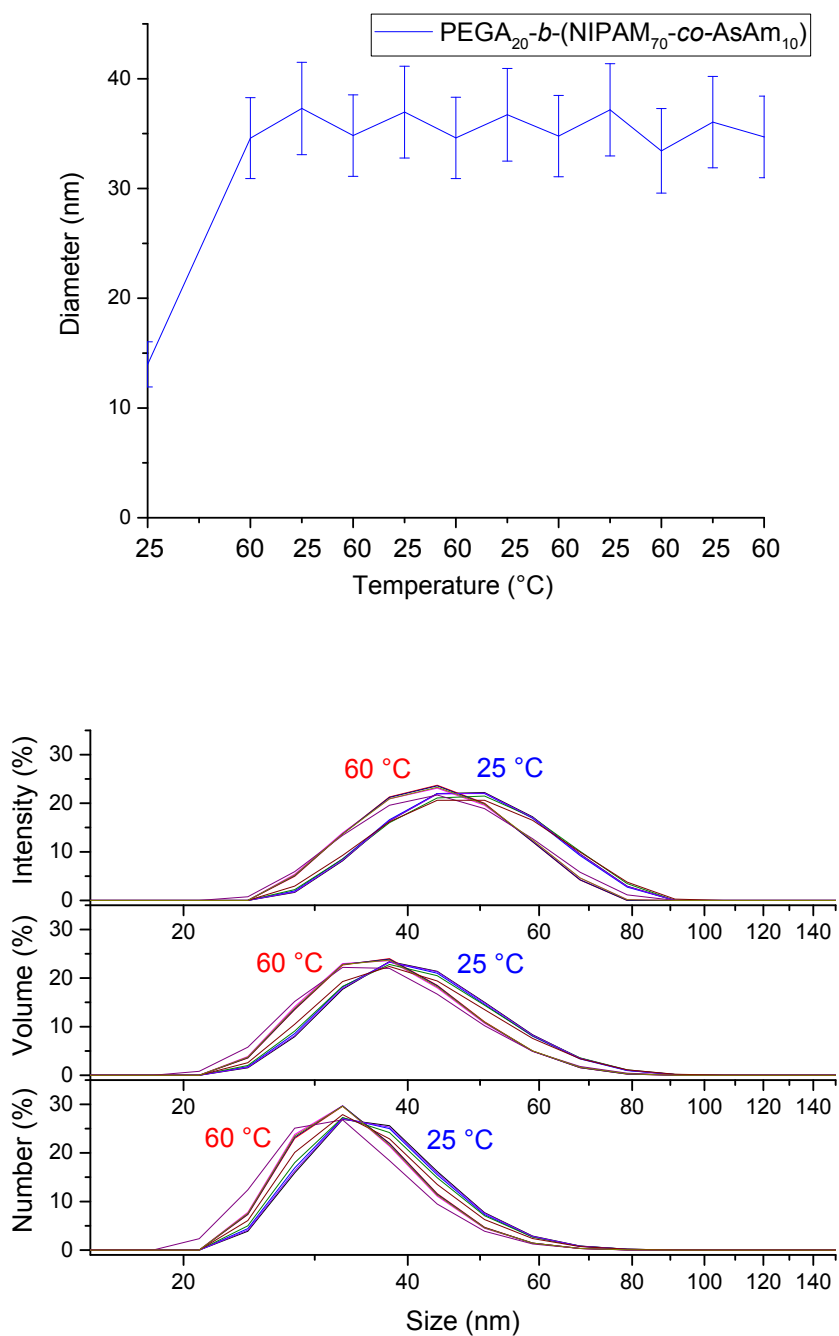 PEGA20-b-(NIPAM70-co-AsAm10)
40
30
20
10
0
Diameter (nm)
25 60 25 60 25 60 25 60 25 60 25 60
Temperature (°C)
30
20
10
0
Intensity (%)
60 °C 25 °C
20 40 60 80 100 120 140
30
20
10
0
Volume (%)
60 °C 25 °C
20 40 60 80 100 120 140
30
20
10
0
Number (%)
60 °C 25 °C
20 40 60 80 100 120 140
Size (nm)